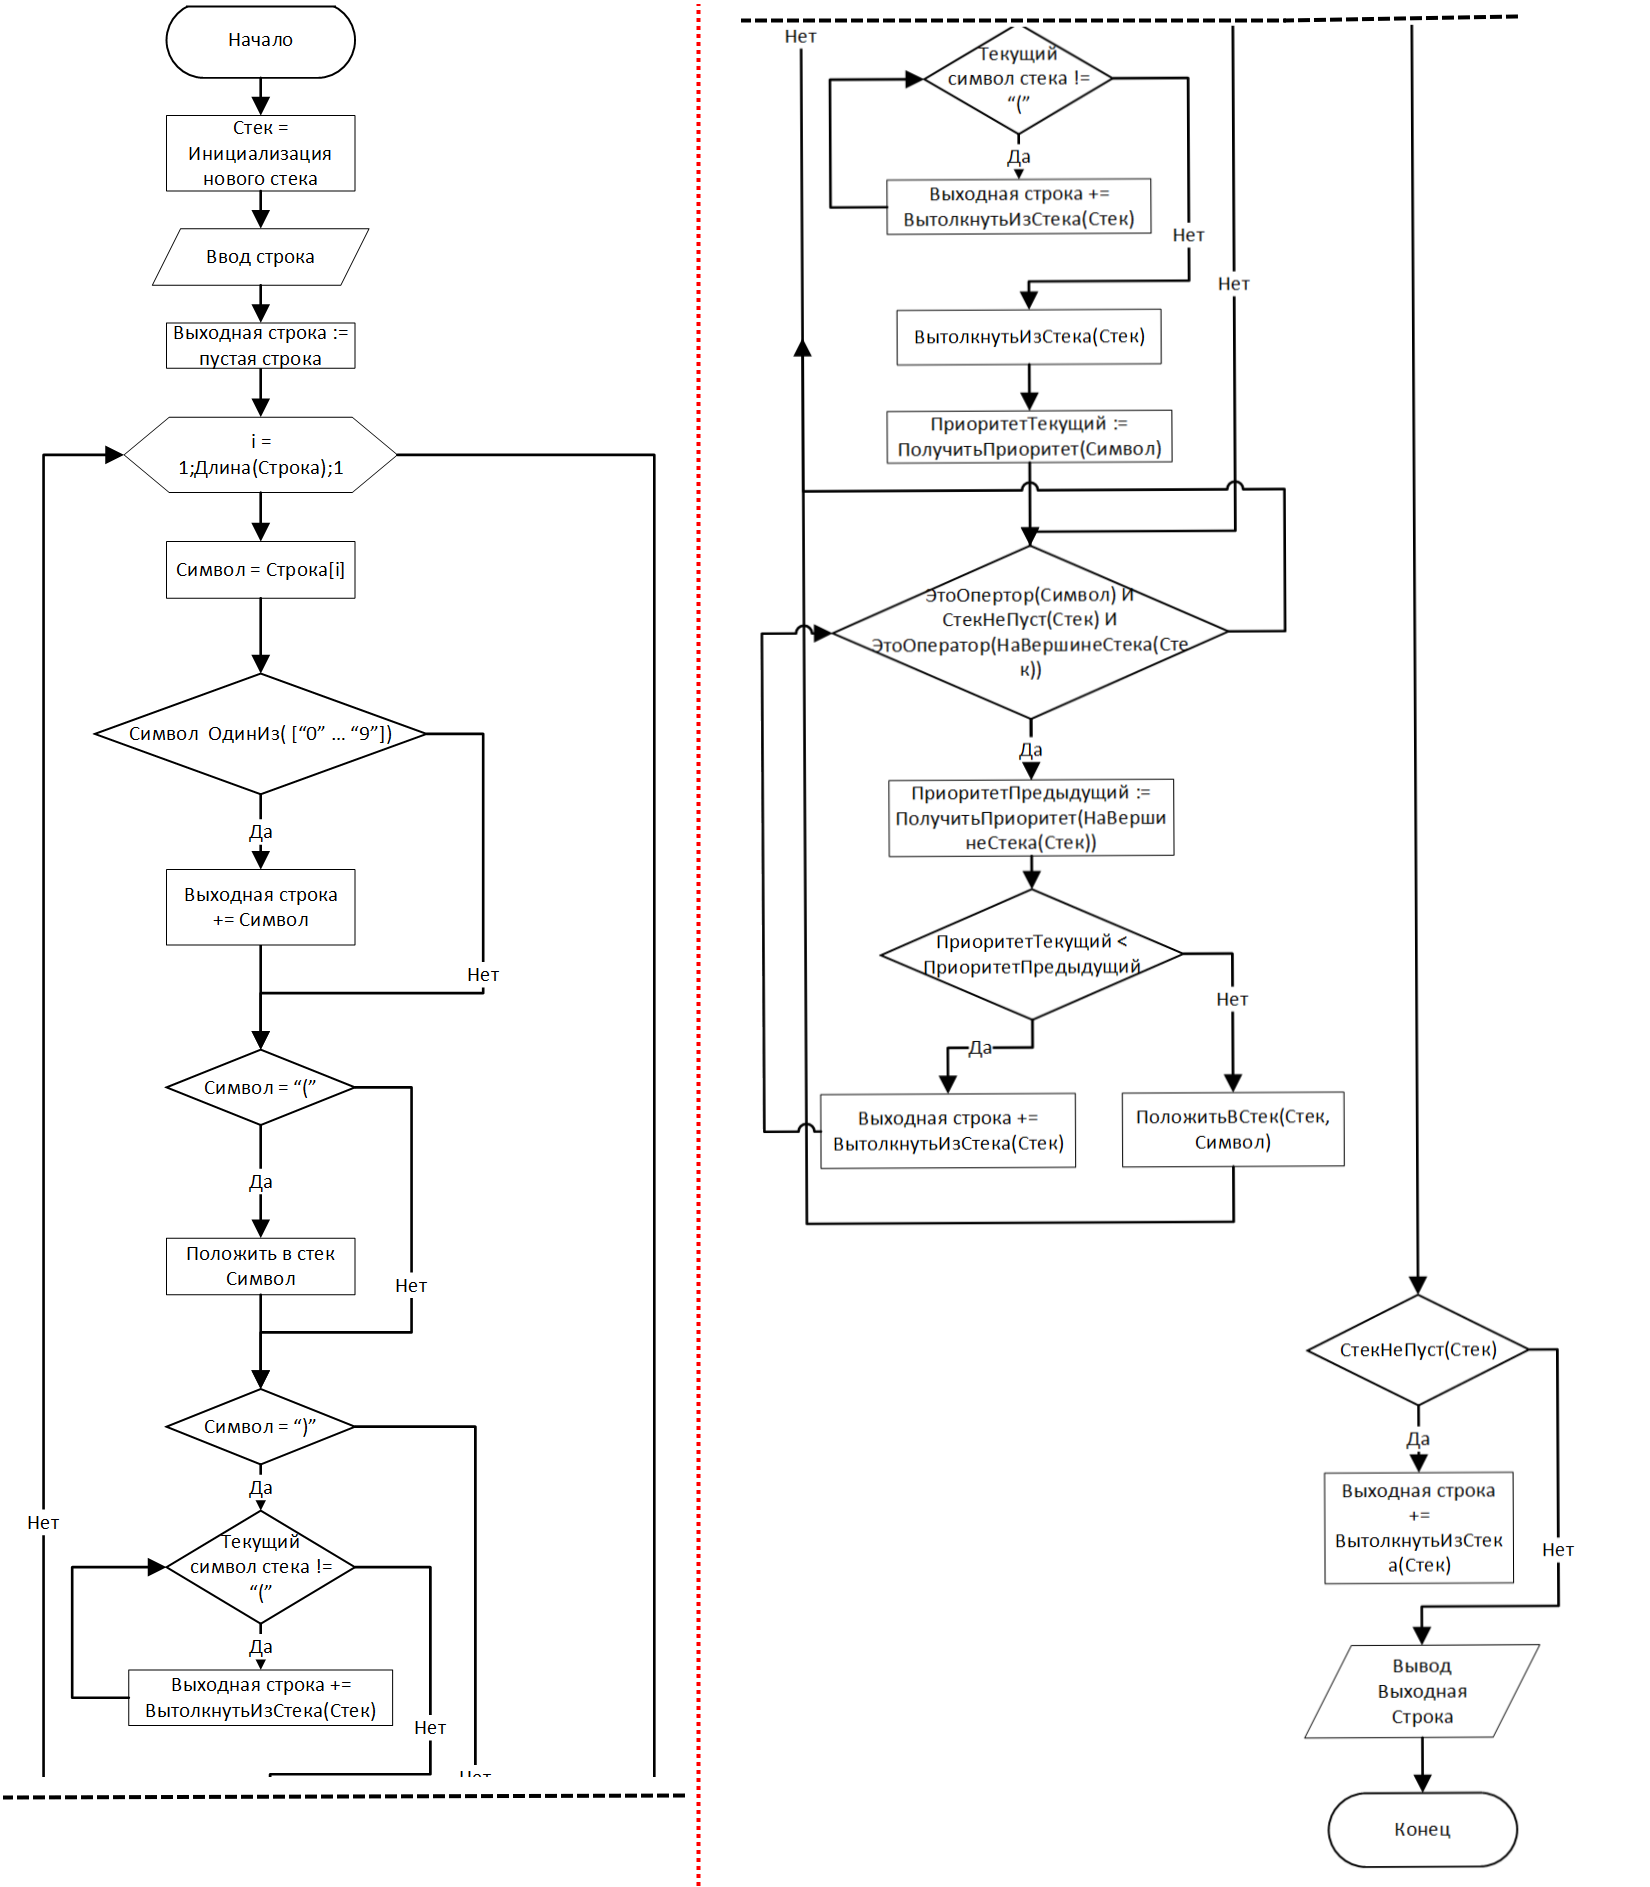 Начало
Стек =
Инициализация
нового стека
Ввод строка
Выходная строка :=
пустая строка
i =
1;Длина(Строка);1
Символ = Строка[i]
Символ ОдинИз( [“0” ... “9”])
Да
Выходная строка
+= Символ
Нет
Символ = “(”
Да
Положить в стек
Символ
Нет
Символ = “)”
Да
Нет
Текущий
символ стека !=
“(”
Да
Выходная строка +=
ВытолкнутьИзСтека(Стек)
Нет
Нет
Нет
Текущий
символ стека !=
“(”
Да
Выходная строка +=
ВытолкнутьИзСтека(Стек)
Нет
Нет
ВытолкнутьИзСтека(Стек)
ПриоритетТекущий :=
ПолучитьПриоритет(Символ)
ЭтоОпертор(Символ) И
СтекНеПуст(Стек) И
ЭтоОператор(НаВершинеСтека(Сте
к))
Да
ПриоритетПредыдущий :=
ПолучитьПриоритет(НаВерши
неСтека(Стек))
ПриоритетТекущий <
ПриоритетПредыдущий
Нет
Да
Выходная строка +=
ВытолкнутьИзСтека(Стек)
ПоложитьВСтек(Стек,
Символ)
СтекНеПуст(Стек)
Да
Выходная строка
+=
ВытолкнутьИзСтек
а(Стек)
Нет
Вывод
Выходная
Строка
Конец